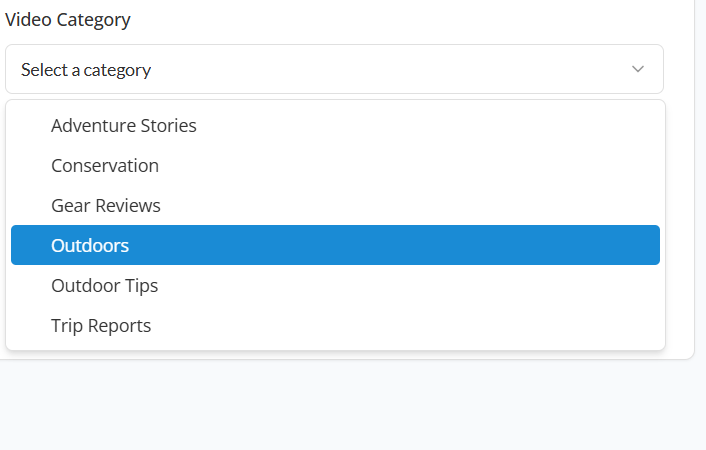 Video Category
Select a category
Adventure Stories
Conservation
Gear Reviews
Outdoors
Outdoor Tips
Trip Reports